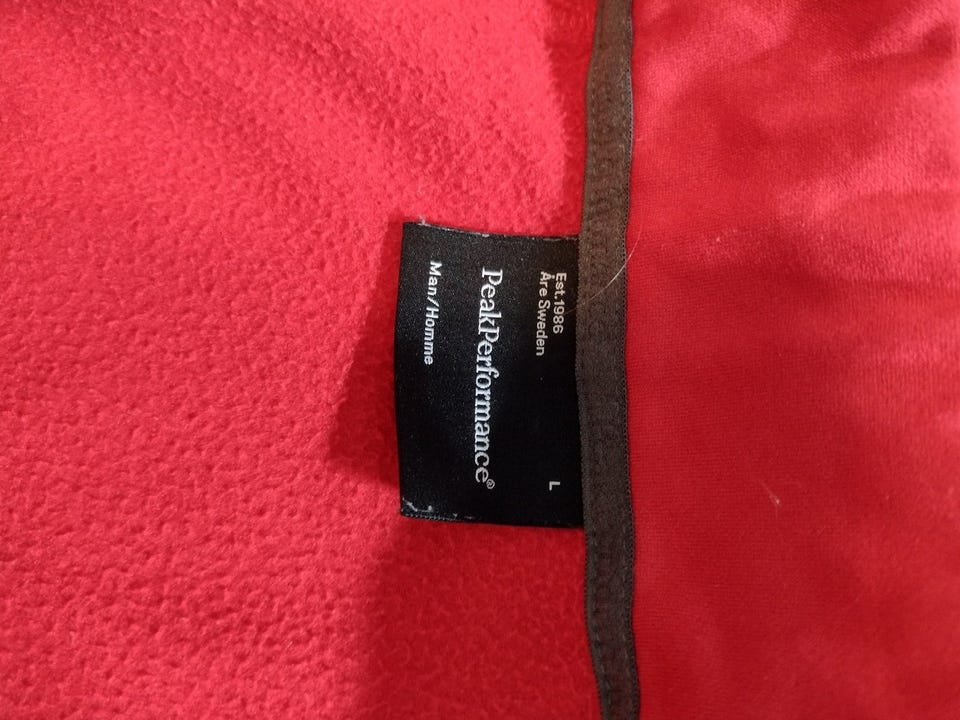 Est.1986
Åre Sweden
L
PeakPerformance®
Man/Homme